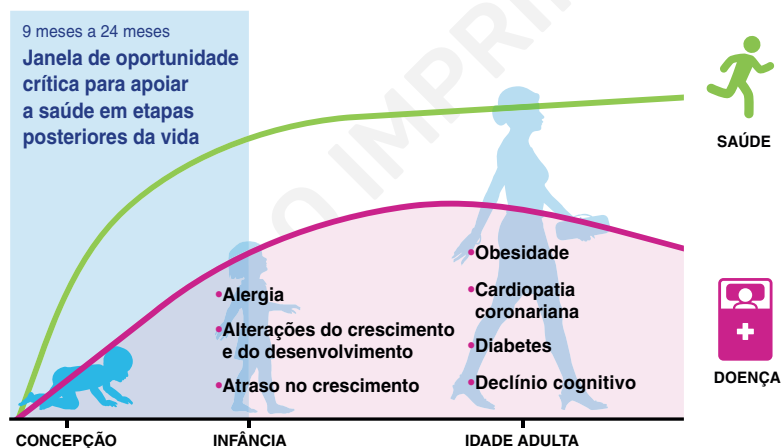 9 meses a 24 meses
Janela de oportunidade
crítica para apoiar
a saúde em etapas
posteriores da vida
O IMPRI
SAÚDE
•Obesidade
•Cardiopatia
coronariana
•Diabetes
•Declínio cognitivo
•Alergia
•Alterações do crescimento
e do desenvolvimento
•Atraso no crescimento
DOENÇA
CONCEPÇÃO
INFÂNCIA
IDADE ADULTA